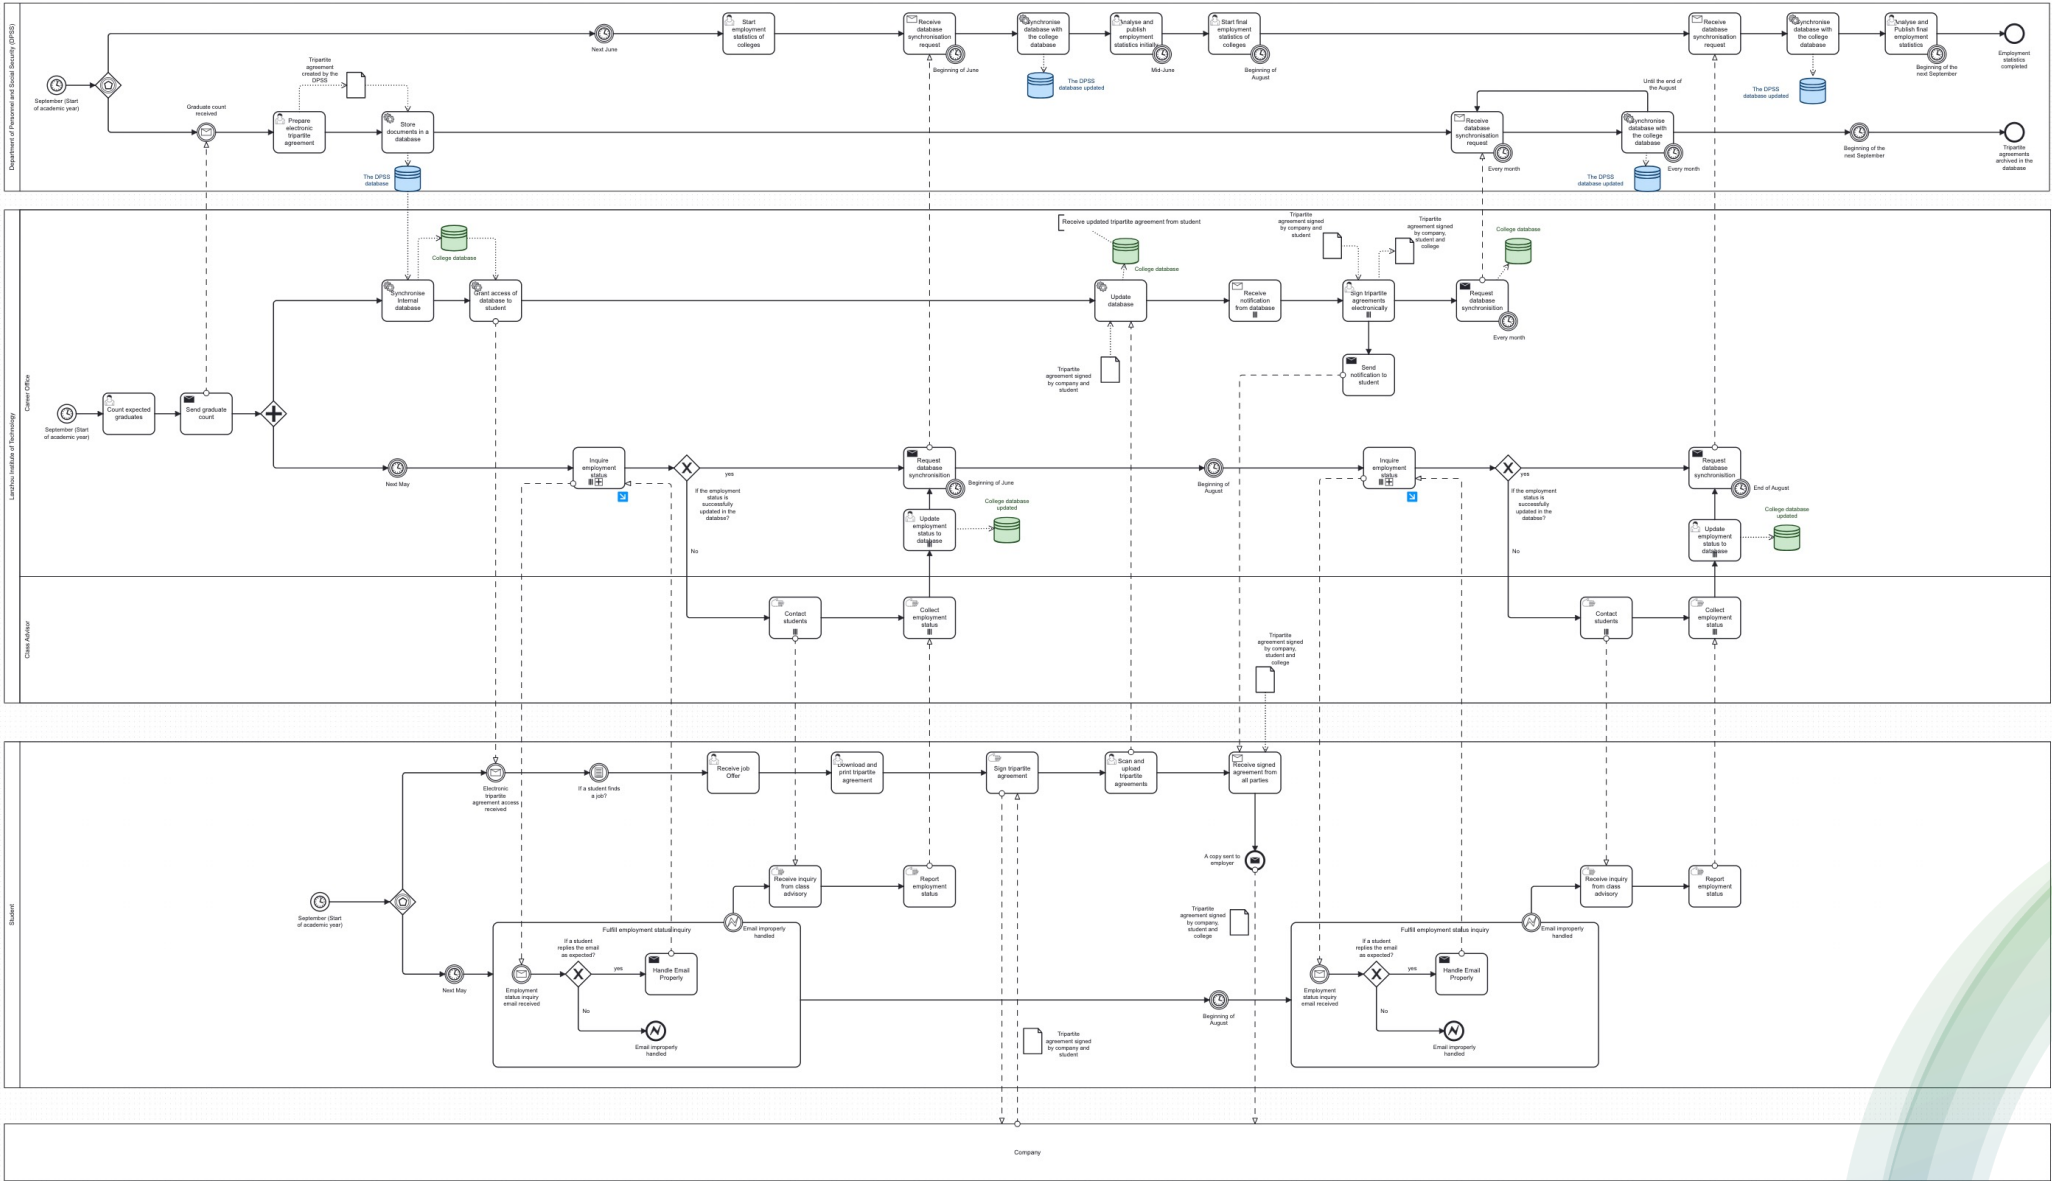 Department of Personnel and Social Security (DPSS)
September (Start
of academic year)
Next June
Start
employment
statistics of
colleges
Receive
database
synchronisation
request
Beginning of June
Synchronise
database with
the college
database
The DPSS
database updated
Analyse and
publish
employment
statistics initially
Mid-June
Start final
employment
statistics of
colleges
Beginning of
August
Receive
database
synchronisation
request
Synchronise
database with
the college
database
The DPSS
database updated
Analyse and
Publish final
employment
statistics
Beginning of the
next September
Employment
statistics
completed
Graduate count
received
Tripartite
agreement
created by the
DPSS
Prepare
electronic
tripartite
agreement
Store
documents in a
database
The DPSS
database
Receive
database
synchronisation
request
Every month
Until the end of
the August
Synchronise
database with
the college
database
Every month
The DPSS
database updated
Beginning of the
next September
Tripartite
agreements
archived in the
database
Lanzhou Institute of Technology
Career Office
September (Start
of academic year)
Count expected
graduates
Send graduate
count
College database
Synchronise
Internal
database
Grant access of
database to
student
Receive updated tripartite agreement from student
College database
Update
database
Tripartite
agreement signed
by company and
student
Receive
notification
from database
Tripartite
agreement signed
by company and
student
Sign tripartite
agreements
electronically
Tripartite
agreement signed
by company,
student and
college
Request
database
synchronisition
College database
Every month
Send
notification to
student
Next May
Inquire
employment
status
yes
If the employment
status is
successfully
updated in the
databse?
No
Request
database
synchronisition
Beginning of June
Update
employment
status to
database
College database
updated
Beginning of
August
Inquire
employment
status
yes
If the employment
status is
successfully
updated in the
databes?
No
Request
database
synchronisition
End of August
Update
employment
status to
database
College database
updated
Class Advisor
Contact
students
Collect
employment
status
Tripartite
agreement signed
by company,
student and
college
Contact
students
Collect
employment
status
Student
September (Start
of academic year)
Electronic
tripartite
agreement access
received
If a student finds
a job?
Receive job
Offer
Download and
print tripartite
agreement
Sign tripartite
agreement
Scan and
upload
tripartite
agreements
Receive signed
agreement from
all parties
A copy sent to
employer
Tripartite
agreement signed
by company,
student and
college
Receive inquiry
from class
advisory
Report
employment
status
Receive inquiry
from class
advisory
Report
employment
status
Next May
Fulfill employment status inquiry
Email improperly
handled
Employment
status inquiry
email received
If a student
replies the email
as expected?
yes
Handle Email
Properly
No
Email improperly
handled
Beginning of
August
Tripartite
agreement signed
by company and
student
Fulfill employment status inquiry
Email improperly
handled
Employment
status inquiry
email received
If a student
replies the email
as expected?
yes
Handle Email
Properly
No
Email improperly
handled
Company